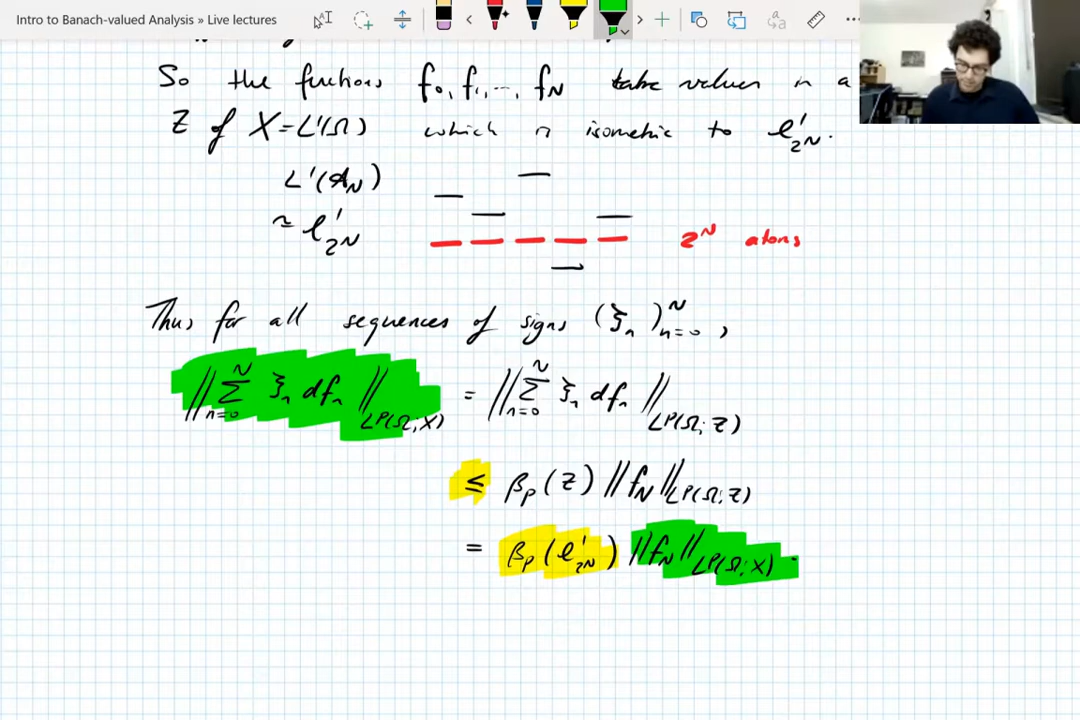 Intro to Banach-valued Analysis » Live lectures
So the functions f₀, f₁, ..., f_N take values in a
Z of X = L¹(Ω) which is isometric to ℓ¹_{2^N}.
L¹(𝒜_N)
≈ ℓ¹_{2^N}
2^N atoms
Thus for all sequences of signs (ξ_n)_{n=0}^N,
‖∑_{n=0}^N ξ_n df_n‖_{L^p(Ω;X)} = ‖∑_{n=0}^N ξ_n df_n‖_{L^p(Ω;Z)}
≤ β_p(Z) ‖f_N‖_{L^p(Ω;Z)}
= β_p(ℓ¹_{2^N}) ‖f_N‖_{L^p(Ω;X)}.